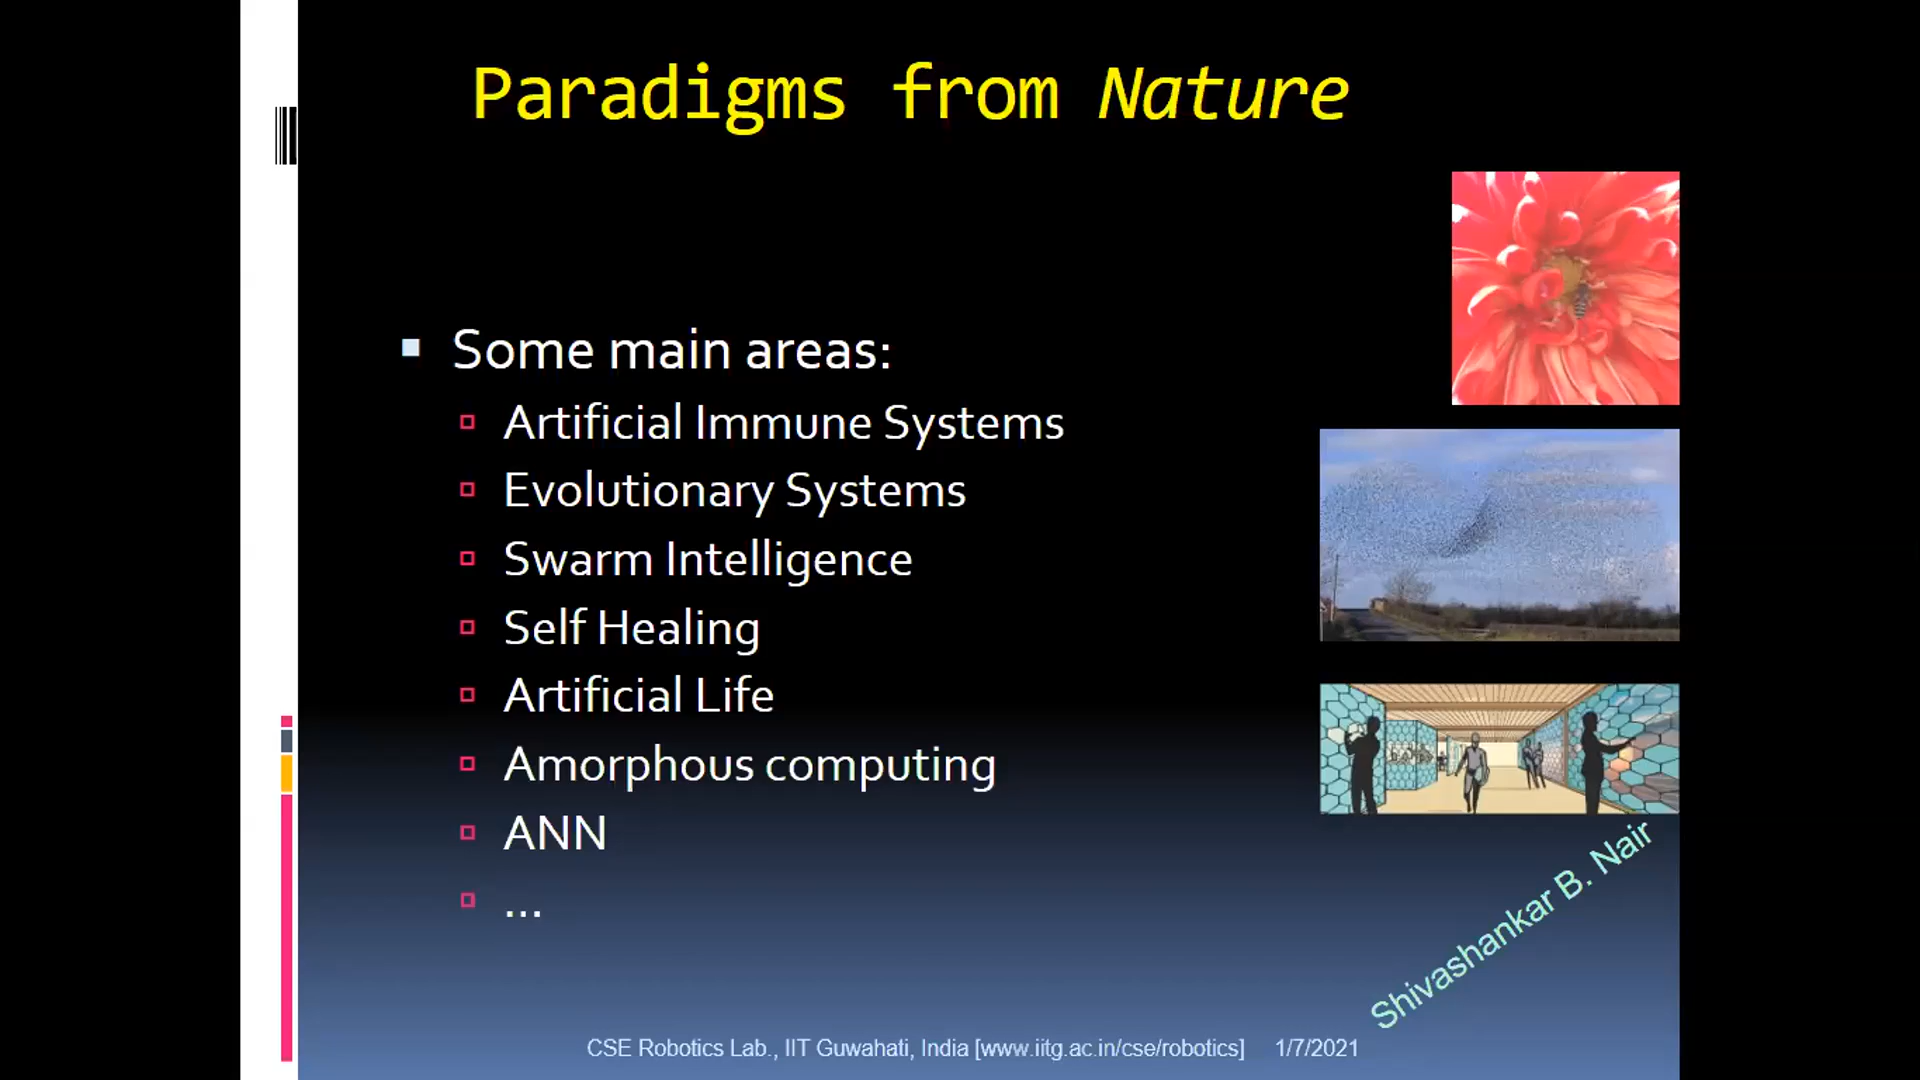 Paradigms from Nature
Some main areas:
Artificial Immune Systems
Evolutionary Systems
Swarm Intelligence
Self Healing
Artificial Life
Amorphous computing
ANN
...
Shivashankar B. Nair
CSE Robotics Lab., IIT Guwahati, India [www.iitg.ac.in/cse/robotics] 1/7/2021